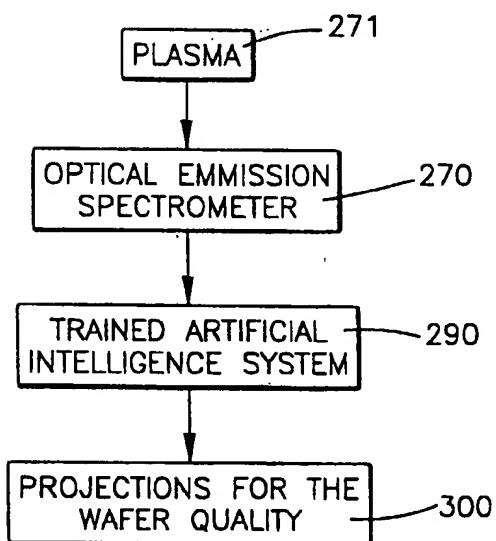 PLASMA
271
OPTICAL EMMISSION
SPECTROMETER
270
TRAINED ARTIFICIAL
INTELLIGENCE SYSTEM
290
PROJECTIONS FOR THE
WAFER QUALITY
300